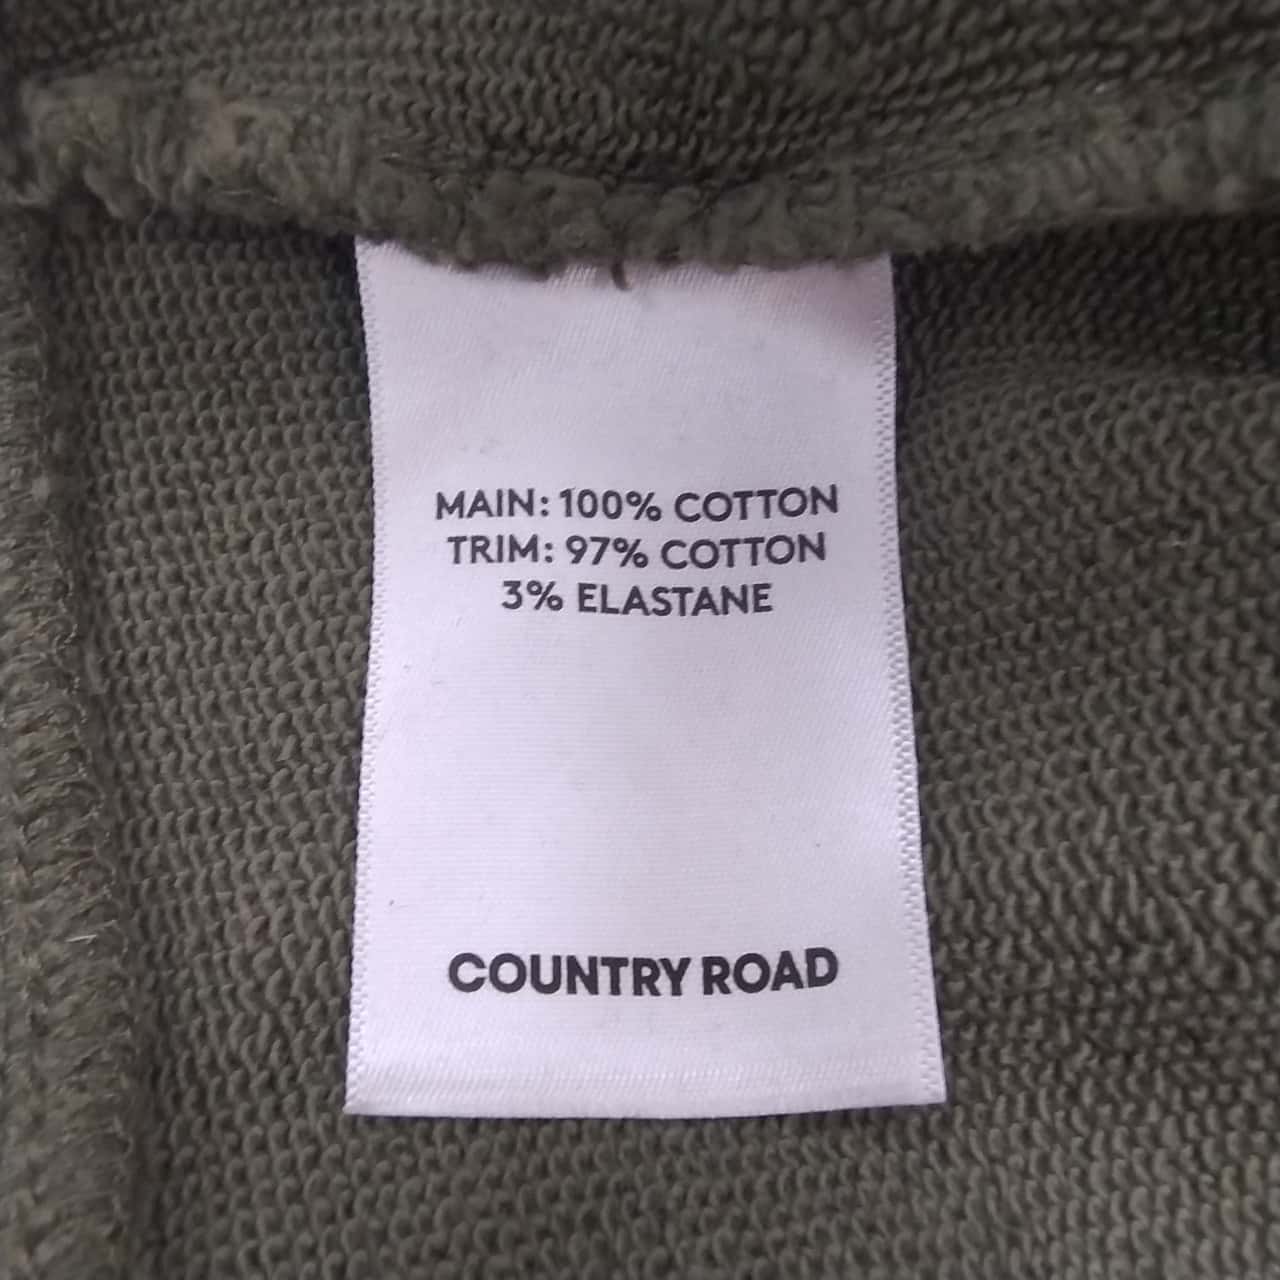 MAIN: 100% COTTON
TRIM: 97% COTTON
3% ELASTANE
COUNTRY ROAD